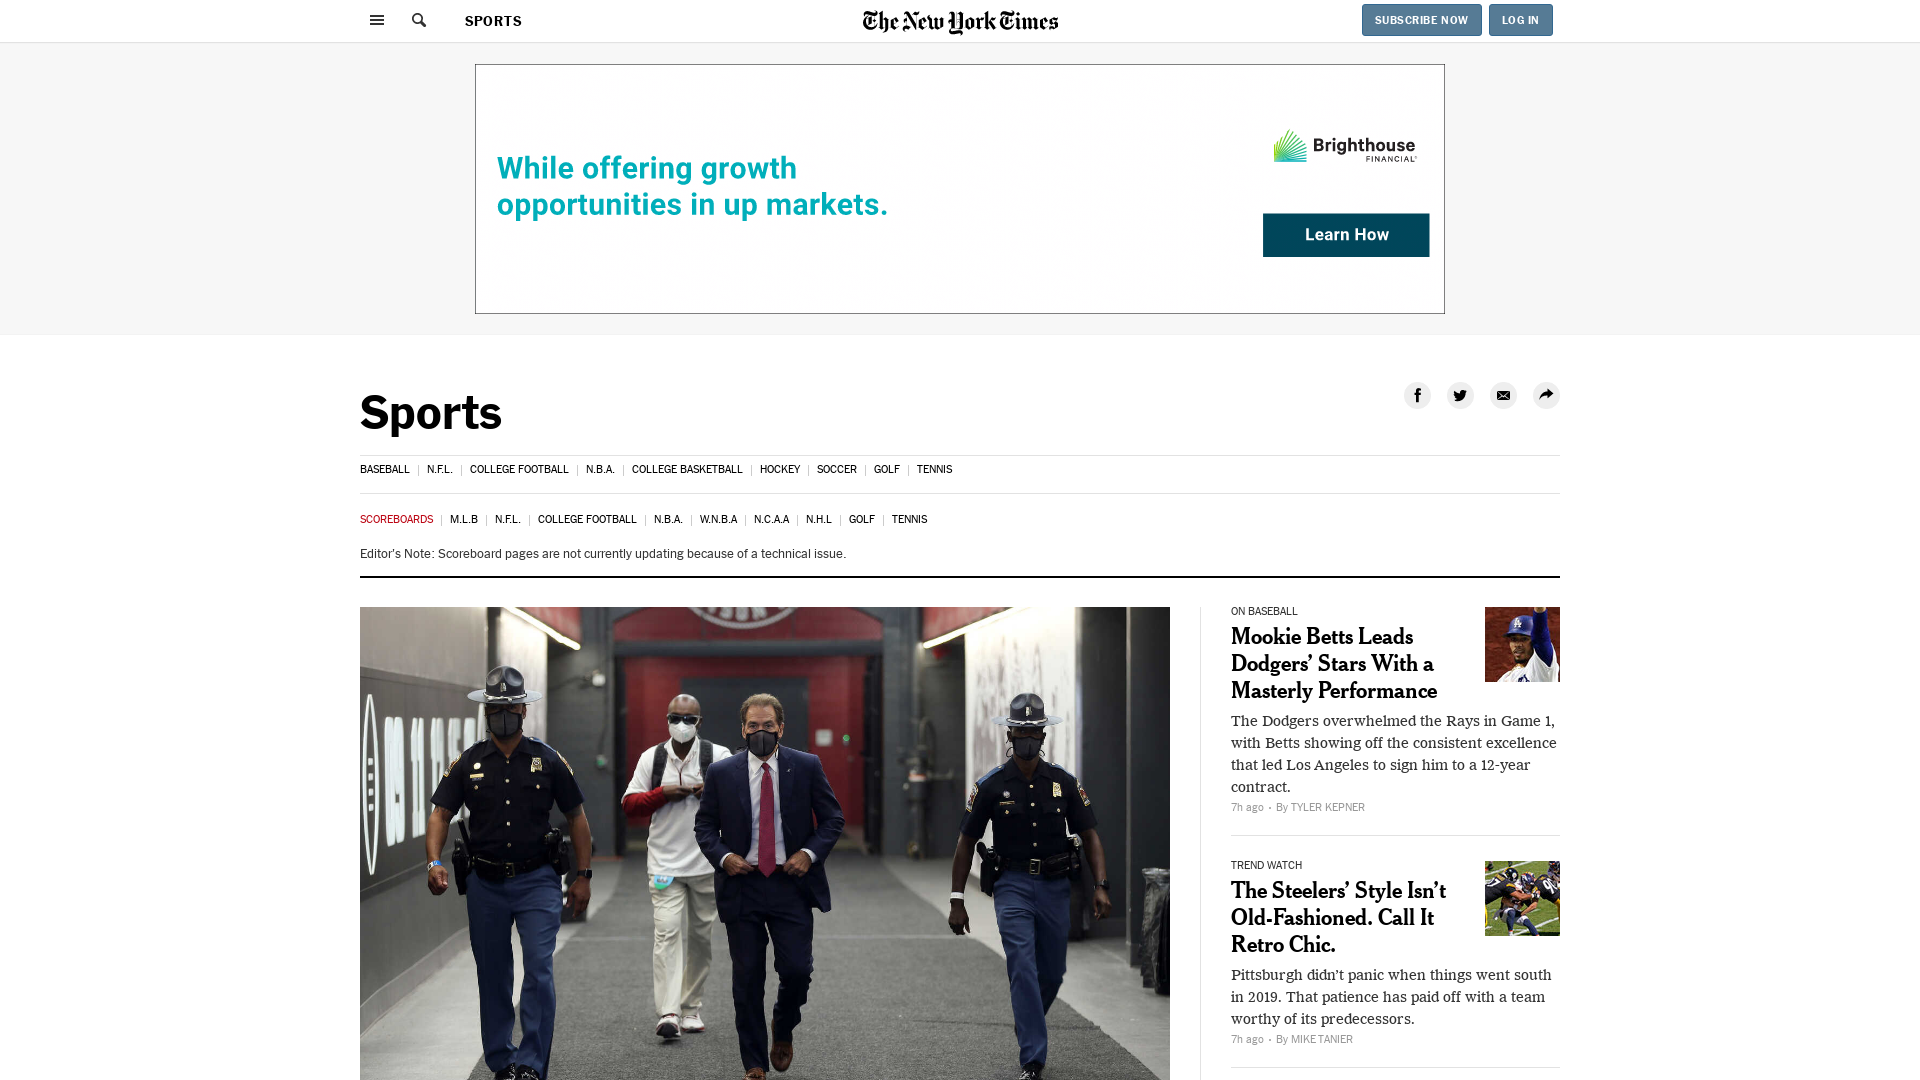 SPORTS
The New York Times
SUBSCRIBE NOW
LOG IN
While offering growth
opportunities in up markets.
Brighthouse
FINANCIAL
Learn How
Sports
BASEBALL N.F.L. COLLEGE FOOTBALL N.B.A. COLLEGE BASKETBALL HOCKEY SOCCER GOLF TENNIS
SCOREBOARDS M.L.B N.F.L. COLLEGE FOOTBALL N.B.A. W.N.B.A N.C.A.A N.H.L GOLF TENNIS
Editor's Note: Scoreboard pages are not currently updating because of a technical issue.
ON BASEBALL
Mookie Betts Leads
Dodgers’ Stars With a
Masterly Performance
The Dodgers overwhelmed the Rays in Game 1,
with Betts showing off the consistent excellence
that led Los Angeles to sign him to a 12-year
contract.
7h ago • By TYLER KEPNER
TREND WATCH
The Steelers’ Style Isn’t
Old-Fashioned. Call It
Retro Chic.
Pittsburgh didn’t panic when things went south
in 2019. That patience has paid off with a team
worthy of its predecessors.
7h ago • By MIKE TANIER